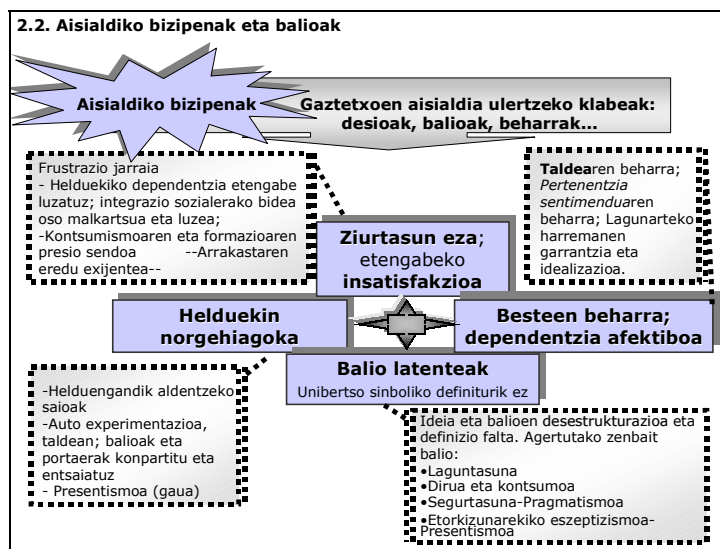 2.2. Aisialdiko bizipenak eta balioak
Aisialdiko bizipenak
Gaztetxoen aisialdia ulertzeko klabeak:
desioak, balioak, beharrak...
Frustrazio jarraia
- Helduekiko dependentzia etengabe
luzatuz; integrazio sozialerako bidea
oso malkartsua eta luzea;
-Kontsumismoaren eta formazioaren
presio sendoa --Arrakastaren
eredu exijentea--
Taldearen beharra;
Pertenentzia
sentimenduaren
beharra; Lagunarteko
harremanen
garrantzia eta
idealizazioa.
Ziurtasun eza;
etengabeko
insatisfakzioa
Helduekin
norgehiagoka
Besteen beharra;
dependentzia afektiboa
Balio latenteak
Unibertso sinboliko definiturik ez
-Helduengandik aldentzeko
saioak
-Auto experimentazioa,
taldean; balioak eta
portaerak konpartitu eta
entsaiatuz
- Presentismoa (gaua)
Ideia eta balioen desestrukturazioa eta
definizio falta. Agertutako zenbait
balio:
•Laguntasuna
•Dirua eta kontsumoa
•Segurtasuna-Pragmatismoa
•Etorkizunarekiko eszeptizismoa-
Presentismoa